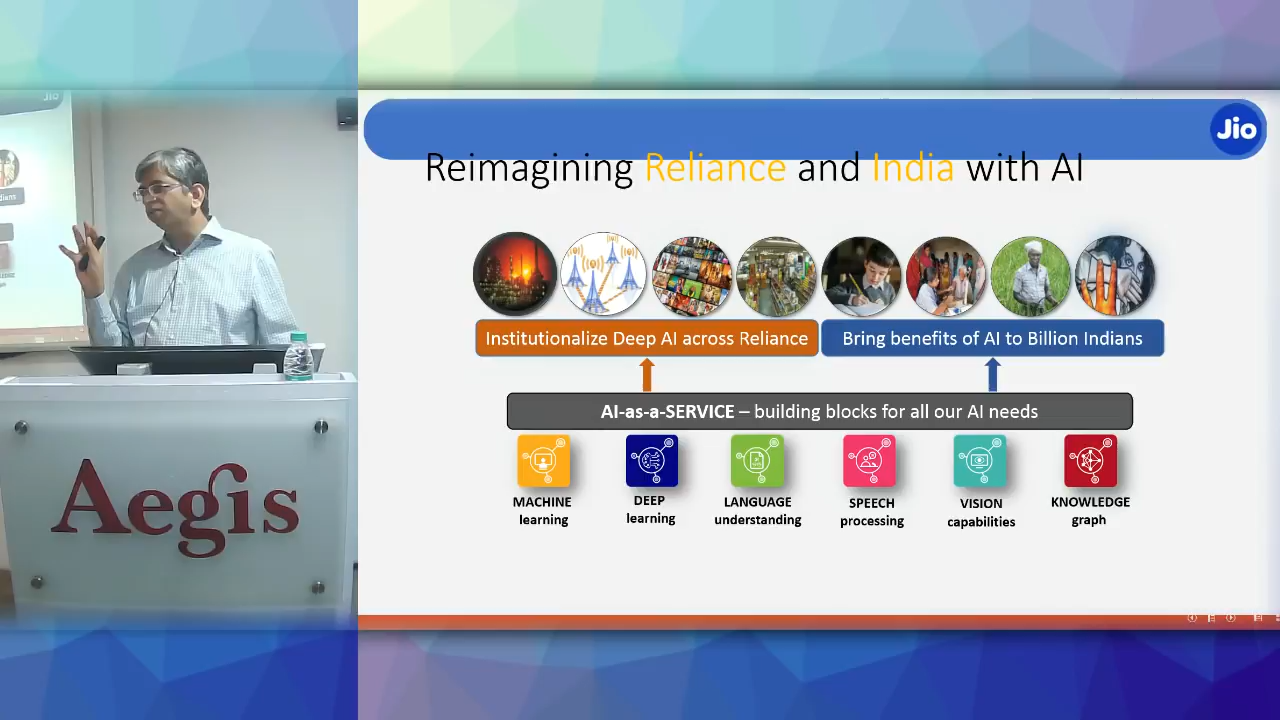 Jio
Reimagining Reliance and India with AI
Institutionalize Deep AI across Reliance
Bring benefits of AI to Billion Indians
AI-as-a-SERVICE – building blocks for all our AI needs
MACHINE
learning
DEEP
learning
LANGUAGE
understanding
SPEECH
processing
VISION
capabilities
KNOWLEDGE
graph
Aegis
Jio